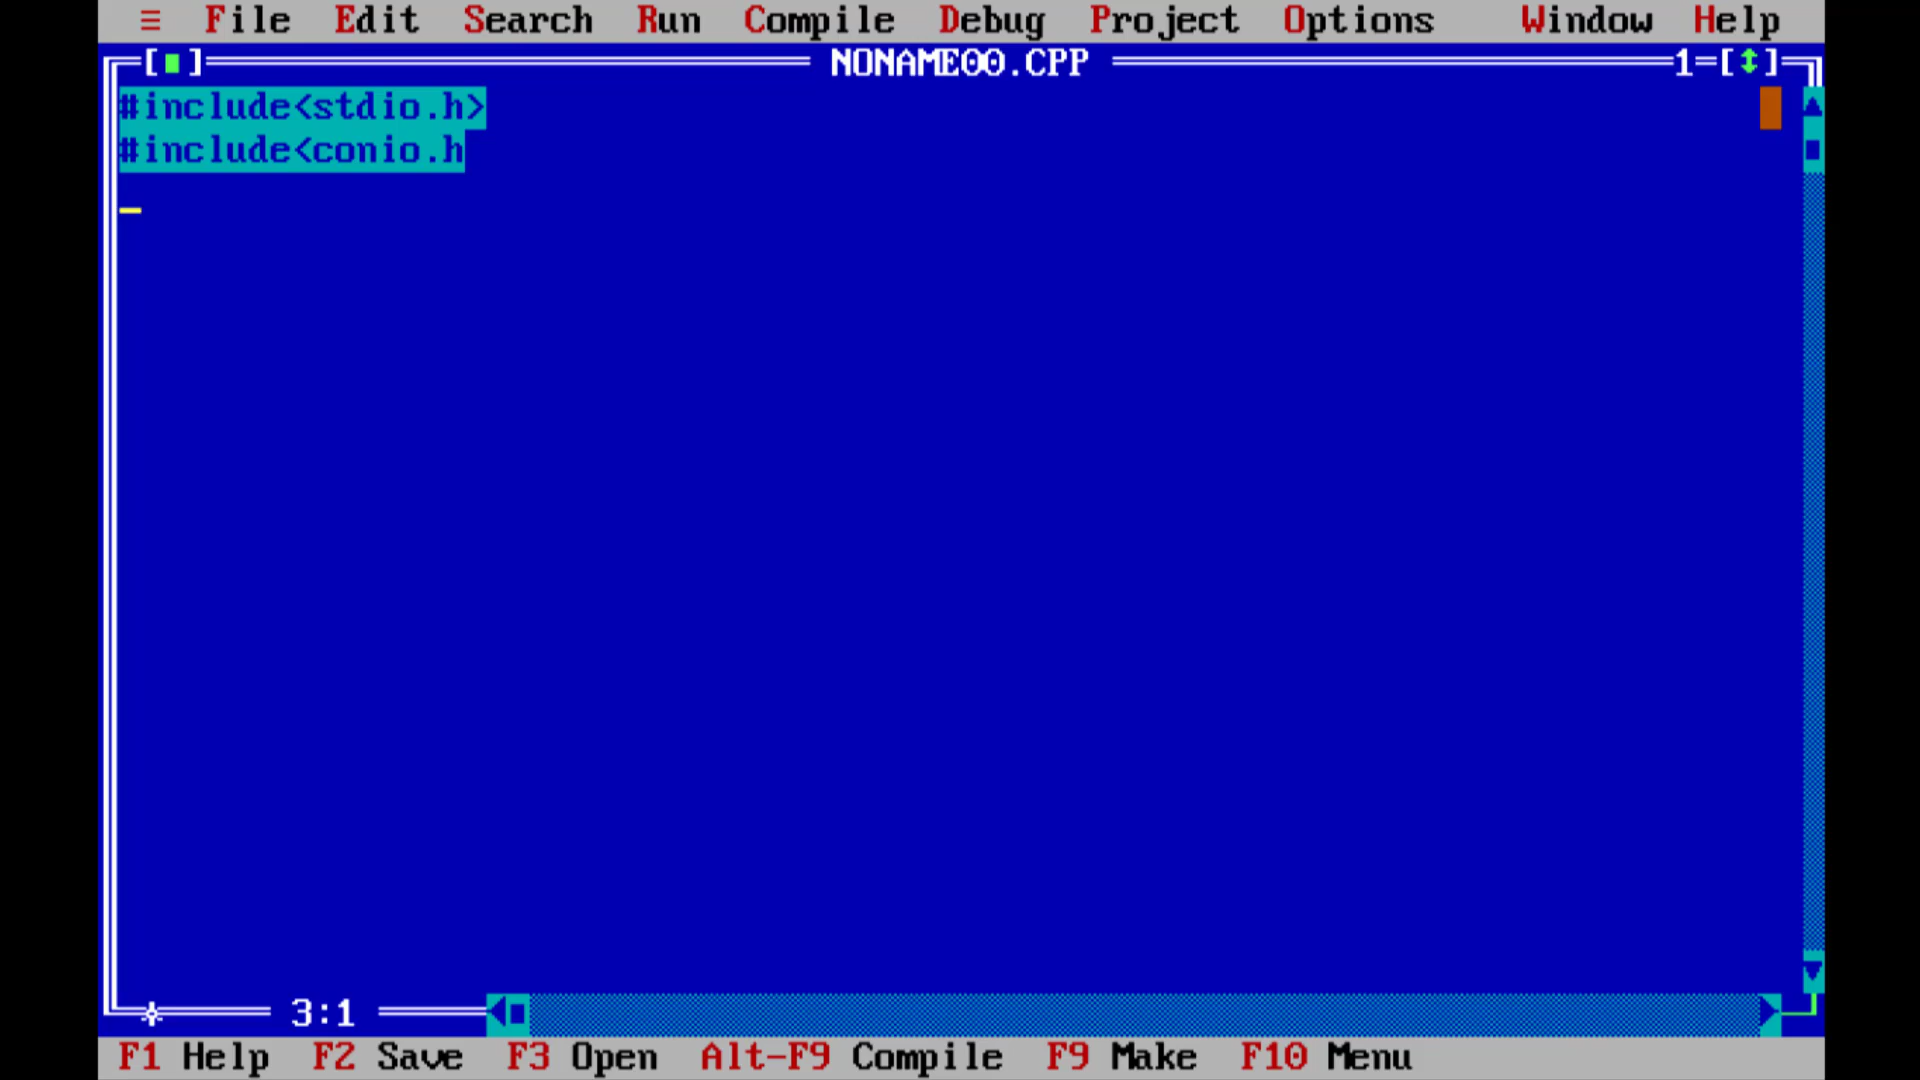 ≡ File Edit Search Run Compile Debug Project Options Window Help
[■] NONAME00.CPP 1=[↕]
#include<stdio.h>
#include<conio.h
3:1
F1 Help F2 Save F3 Open Alt-F9 Compile F9 Make F10 Menu